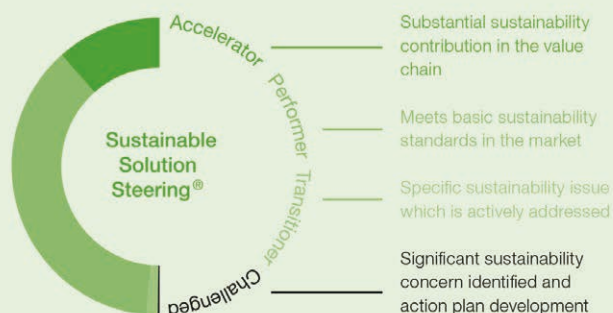 Sustainable
Solution
Steering®
Accelerator
Performer
Transitioner
Challenged
Substantial sustainability
contribution in the value
chain
Meets basic sustainability
standards in the market
Specific sustainability issue
which is actively addressed
Significant sustainability
concern identified and
action plan development